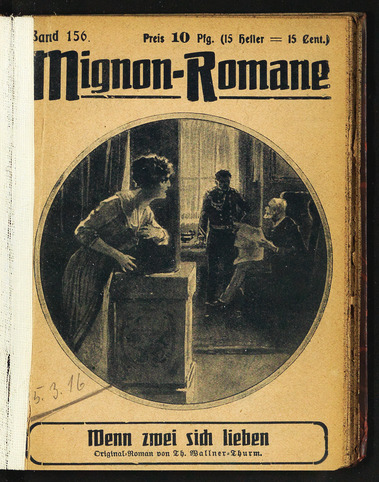 Band 156.
Preis 10 Pfg. (15 Heller = 15 Cent.)
Mignon-Romane
5.3.16
Wenn zwei sich lieben
Original-Roman von Th. Wallner-Thurm.